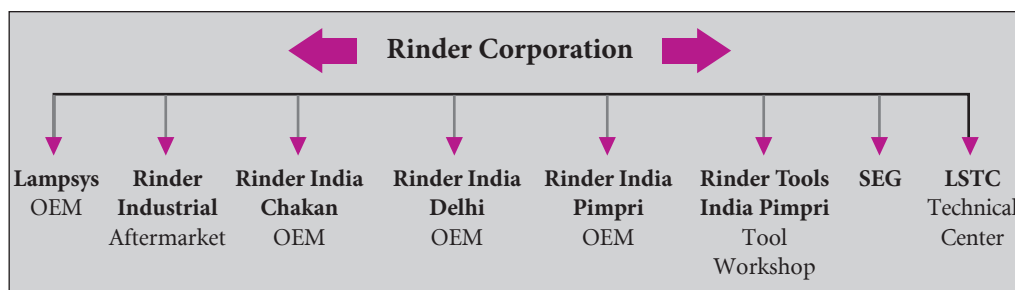 Rinder Corporation
Lampsys
OEM
Rinder
Industrial
Aftermarket
Rinder India
Chakan
OEM
Rinder India
Delhi
OEM
Rinder India
Pimpri
OEM
Rinder Tools
India Pimpri
Tool
Workshop
SEG
LSTC
Technical
Center